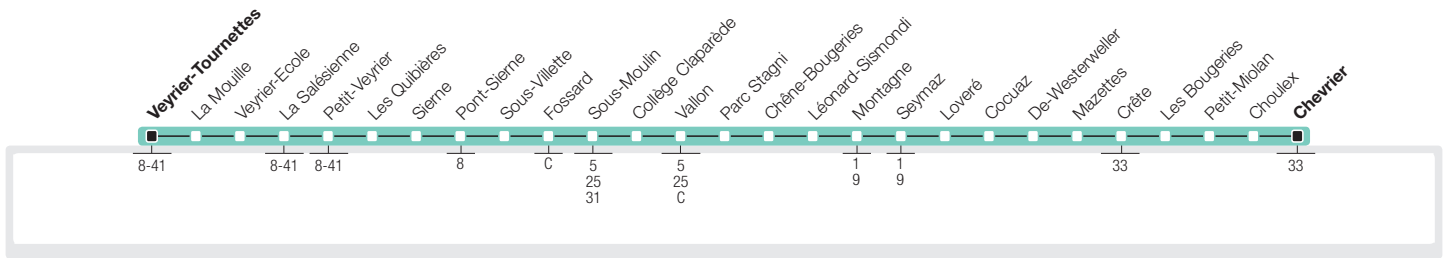 Veyrier-Tournettes
La Mouille
Veyrier-Ecole
La Salésienne
Petit-Veyrier
Les Quibières
Sierne
Pont-Sierne
Sous-Villette
Fossard
Sous-Moulin
Collège Claparède
Vallon
Parc Stagni
Chêne-Bougeries
Léonard-Sismondi
Montagne
Seymaz
Loveré
Cocuaz
De-Westerweller
Mazettes
Crête
Les Bougeries
Petit-Miolan
Choulex
Chevrier
8-41
8-41
8-41
8
C
5
25
31
5
25
C
1
9
1
9
33
33